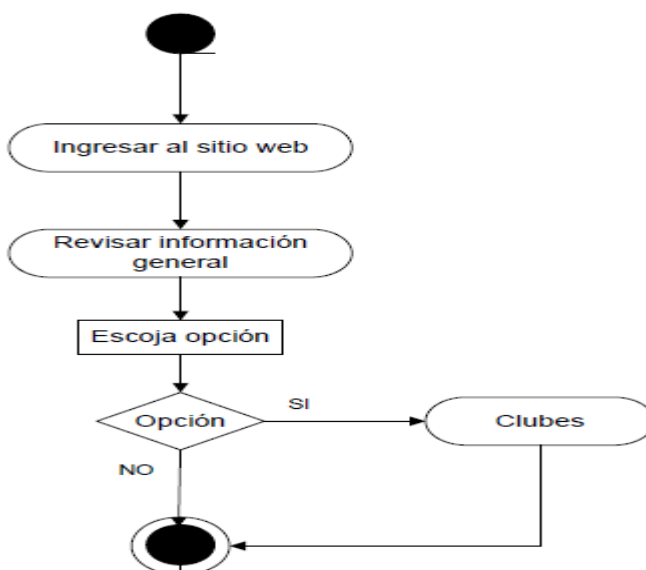 Ingresar al sitio web
Revisar información
general
Escoja opción
Opción
SI
Clubes
NO